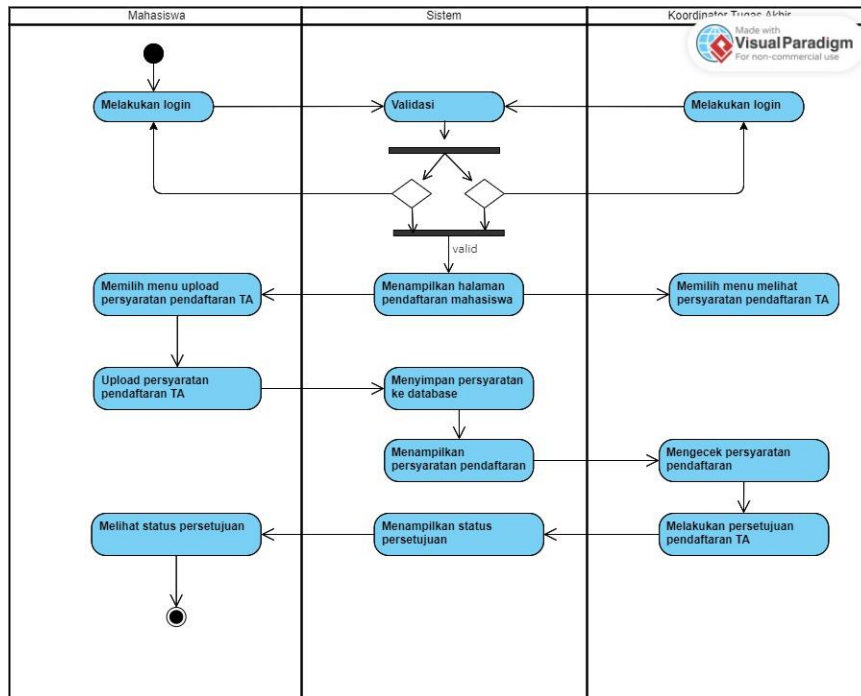 Mahasiswa
Sistem
Koordinator Tugas Akhir
Made with
VisualParadigm
For non-commercial use
Melakukan login
Validasi
Melakukan login
valid
Memilih menu upload
persyaratan pendaftaran TA
Menampilkan halaman
pendaftaran mahasiswa
Memilih menu melihat
persyaratan pendaftaran TA
Upload persyaratan
pendaftaran TA
Menyimpan persyaratan
ke database
Menampilkan
persyaratan pendaftaran
Mengecek persyaratan
pendaftaran
Melihat status persetujuan
Menampilkan status
persetujuan
Melakukan persetujuan
pendaftaran TA